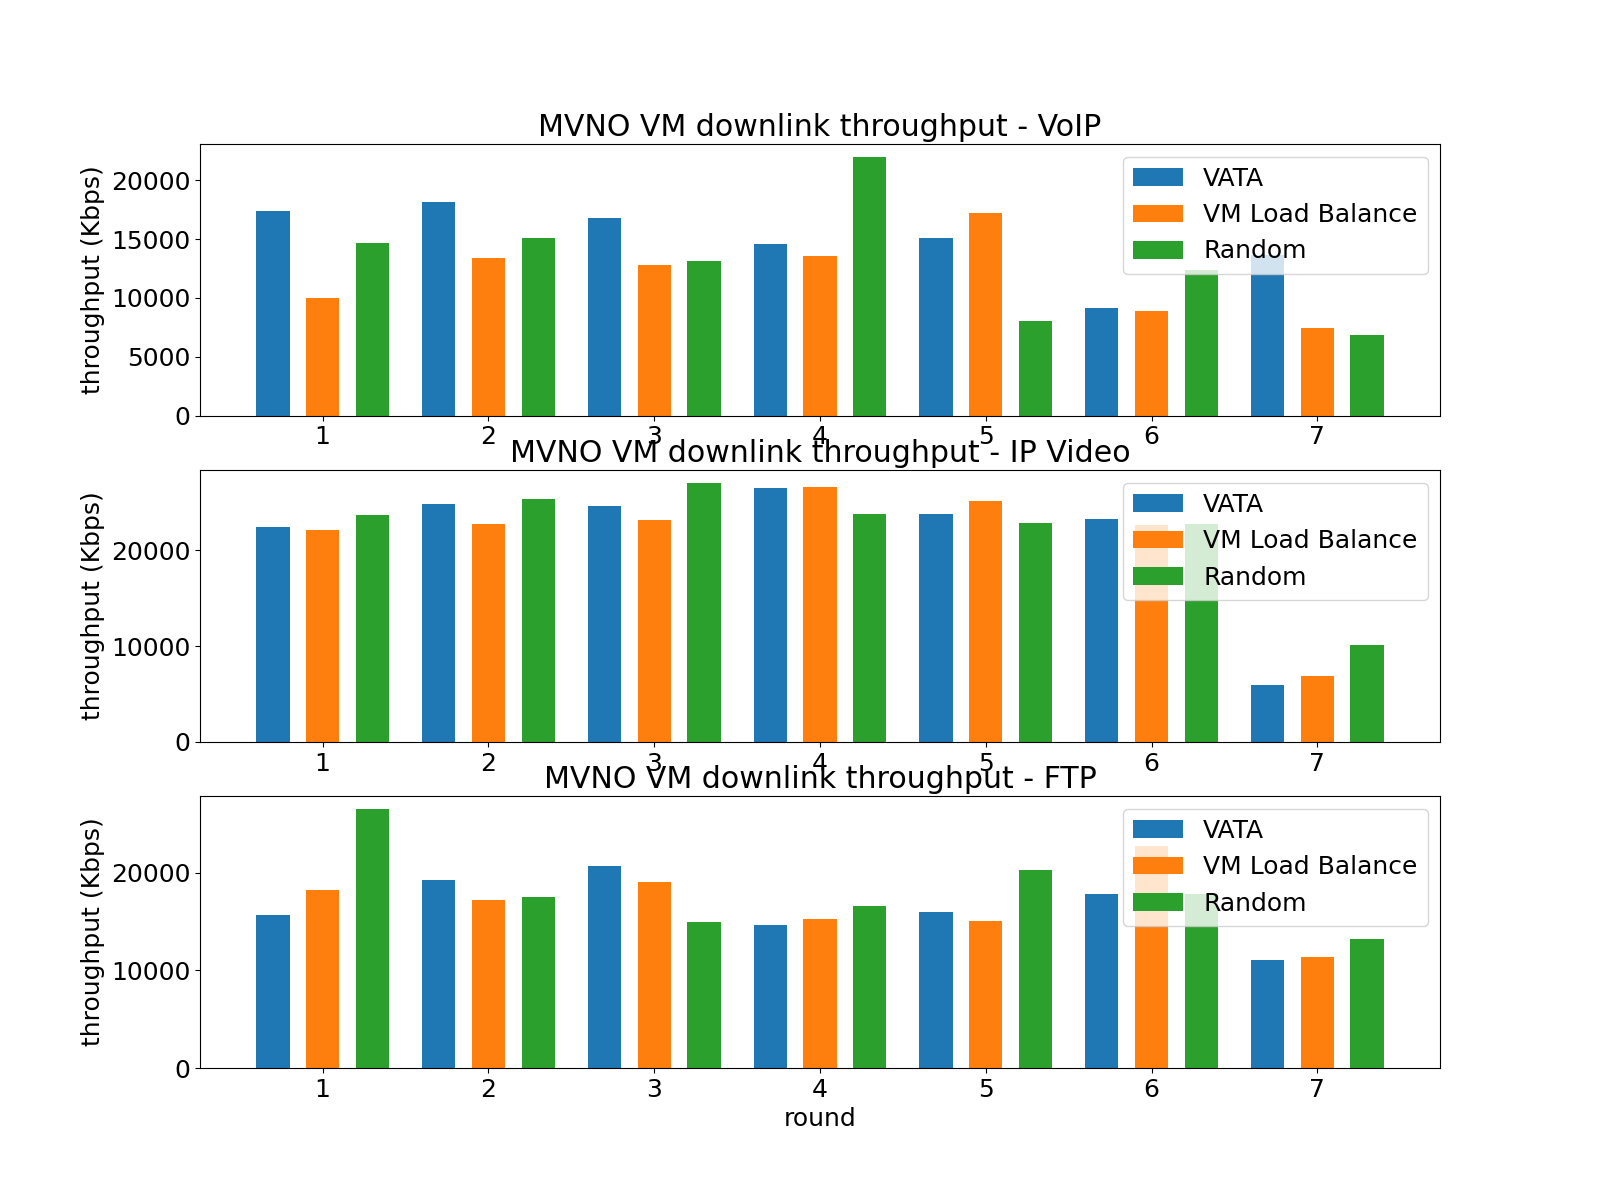 MVNO VM downlink throughput - VoIP
throughput (Kbps)
20000
15000
10000
5000
0
VATA
VM Load Balance
Random
1 2 3 4 5 6 7
MVNO VM downlink throughput - IP Video
throughput (Kbps)
20000
10000
0
VATA
VM Load Balance
Random
1 2 3 4 5 6 7
MVNO VM downlink throughput - FTP
throughput (Kbps)
20000
10000
0
VATA
VM Load Balance
Random
1 2 3 4 5 6 7
round